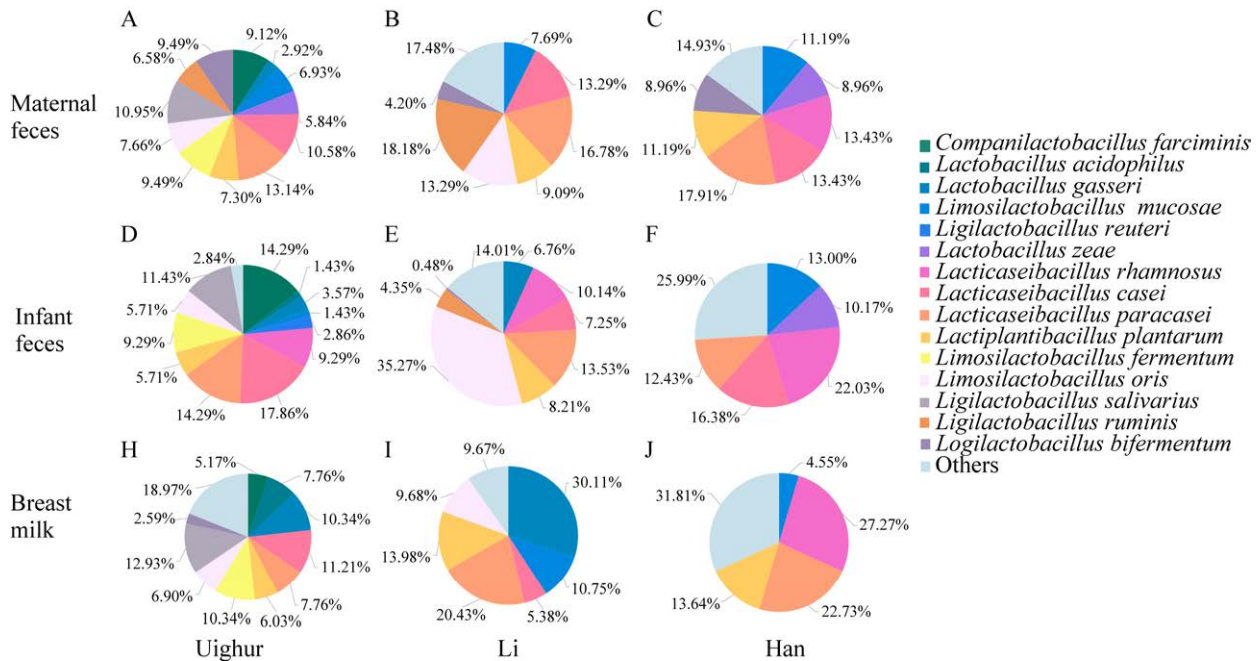 A
9.12%
2.92%
6.93%
5.84%
10.58%
13.14%
7.30%
9.49%
7.66%
10.95%
6.58%
9.49%
B
7.69%
13.29%
16.78%
9.09%
13.29%
18.18%
4.20%
17.48%
C
11.19%
8.96%
13.43%
13.43%
17.91%
11.19%
8.96%
14.93%
Maternal
feces
D
14.29%
1.43%
3.57%
1.43%
2.86%
9.29%
17.86%
14.29%
5.71%
9.29%
5.71%
11.43%
2.84%
E
6.76%
10.14%
7.25%
13.53%
8.21%
35.27%
4.35%
0.48%
14.01%
F
13.00%
10.17%
22.03%
16.38%
12.43%
25.99%
Infant
feces
H
5.17%
7.76%
10.34%
11.21%
7.76%
6.03%
10.34%
6.90%
12.93%
2.59%
18.97%
I
30.11%
10.75%
5.38%
20.43%
13.98%
9.68%
9.67%
J
4.55%
27.27%
22.73%
13.64%
31.81%
Breast
milk
Uighur
Li
Han
Companilactobacillus farciminis
Lactobacillus acidophilus
Lactobacillus gasseri
Limosilactobacillus mucosae
Ligilactobacillus reuteri
Lactobacillus zeae
Lacticaseibacillus rhamnosus
Lacticaseibacillus casei
Lacticaseibacillus paracasei
Lactiplantibacillus plantarum
Limosilactobacillus fermentum
Limosilactobacillus oris
Ligilactobacillus salivarius
Ligilactobacillus ruminis
Logilactobacillus bifermentum
Others